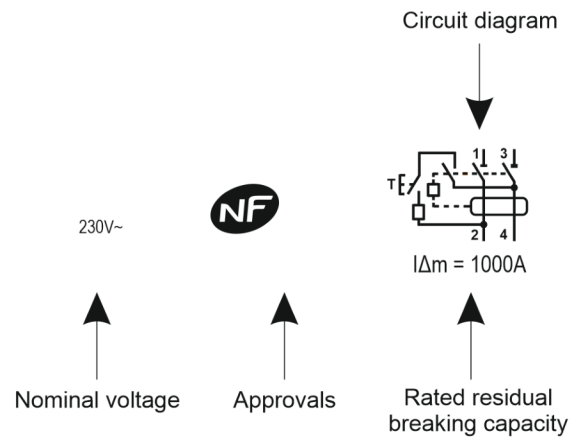 Circuit diagram
1 3
T
NF
230V~
2 4
IΔm = 1000A
Nominal voltage
Approvals
Rated residual
breaking capacity